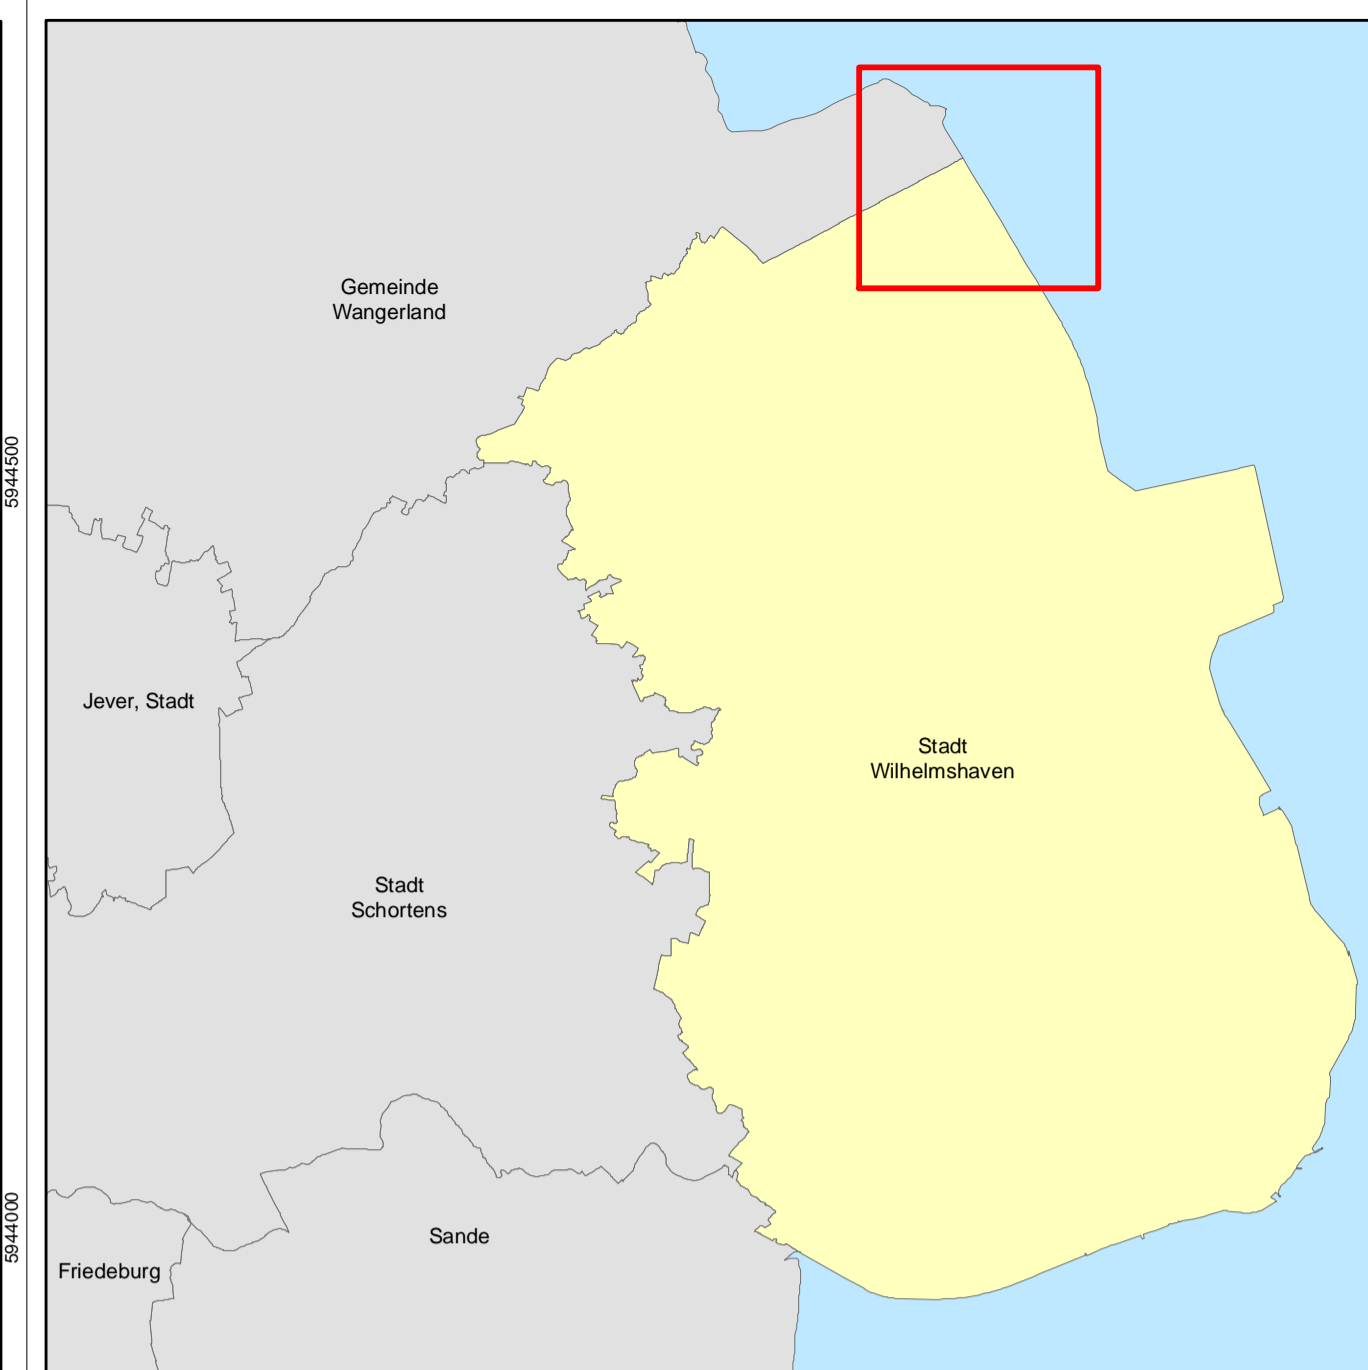 Gemeinde
Wangerland
5944500
Jever, Stadt
Stadt
Wilhelmshaven
Stadt
Schortens
5944000
Sande
Friedeburg